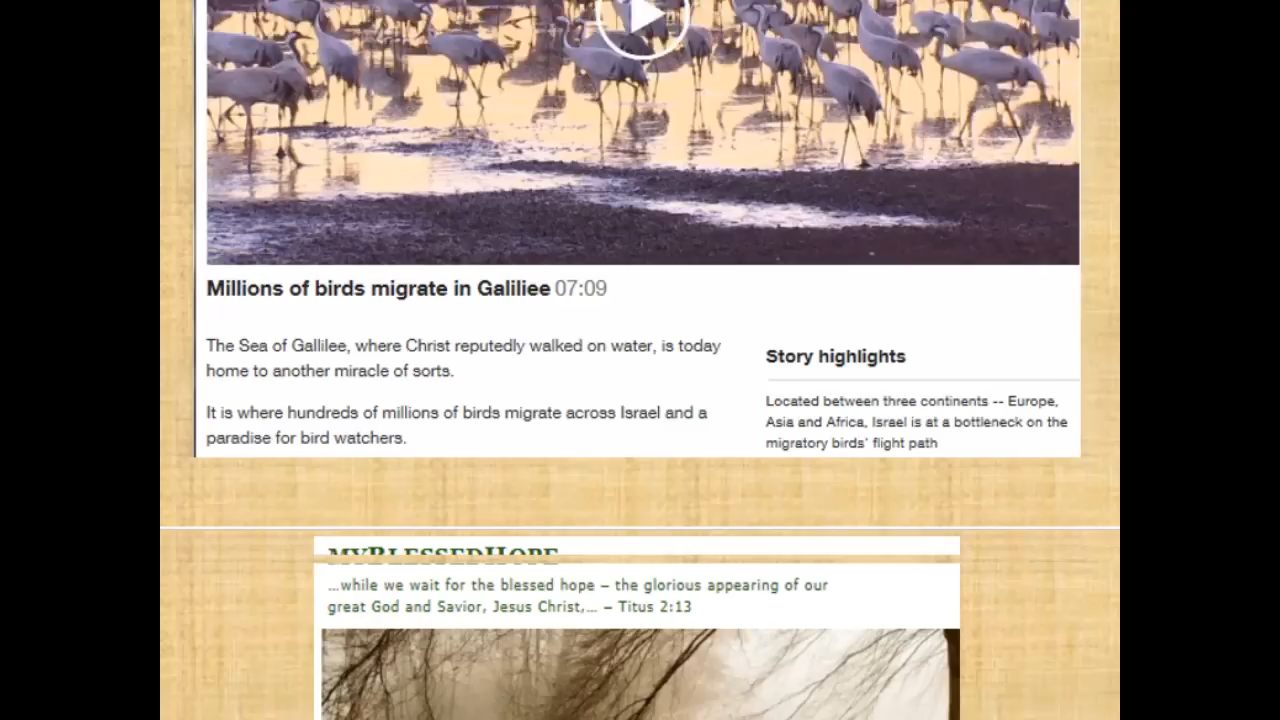 Millions of birds migrate in Galiliee 07:09
The Sea of Gallilee, where Christ reputedly walked on water, is today
home to another miracle of sorts.
It is where hundreds of millions of birds migrate across Israel and a
paradise for bird watchers.
Story highlights
Located between three continents -- Europe,
Asia and Africa, Israel is at a bottleneck on the
migratory birds' flight path
MYBLESSEDHOPE
...while we wait for the blessed hope – the glorious appearing of our
great God and Savior, Jesus Christ,... – Titus 2:13